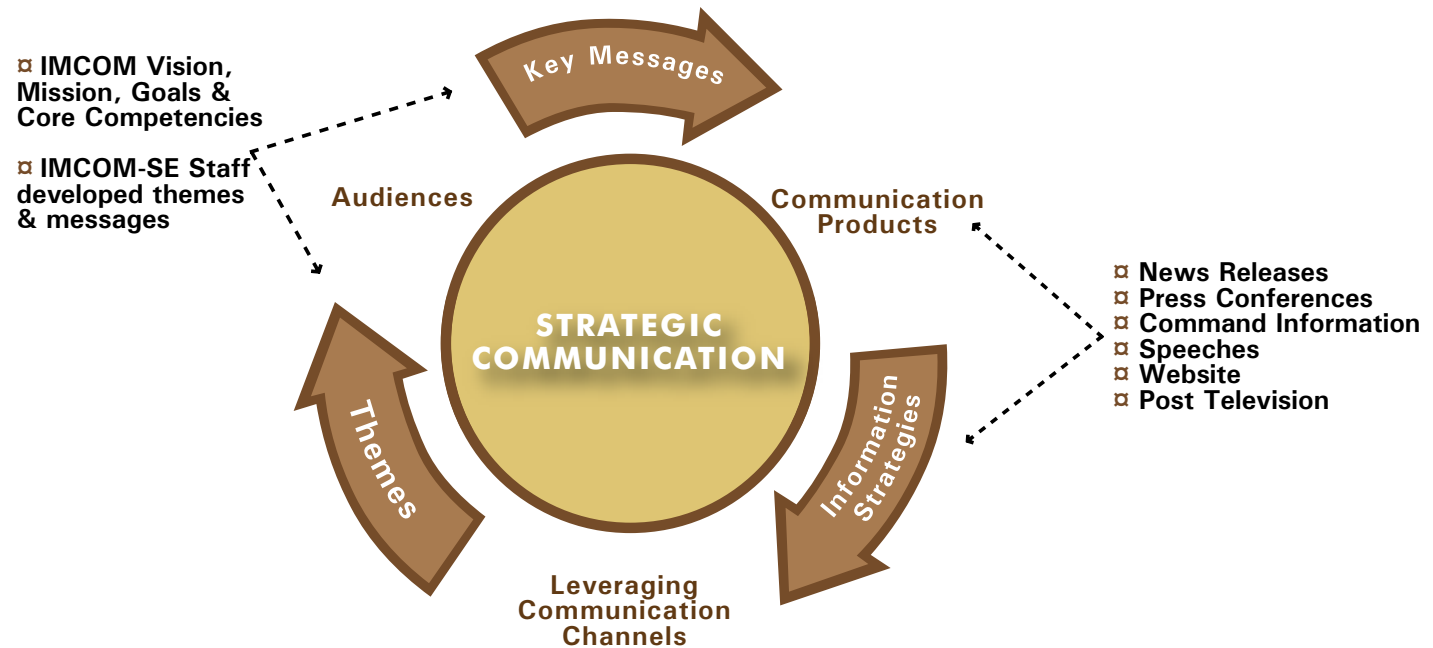 ¤ IMCOM Vision,
Mission, Goals &
Core Competencies
¤ IMCOM-SE Staff
developed themes
& messages
Key Messages
Audiences
Communication
Products
STRATEGIC
COMMUNICATION
Themes
Information
Strategies
Leveraging
Communication
Channels
¤ News Releases
¤ Press Conferences
¤ Command Information
¤ Speeches
¤ Website
¤ Post Television